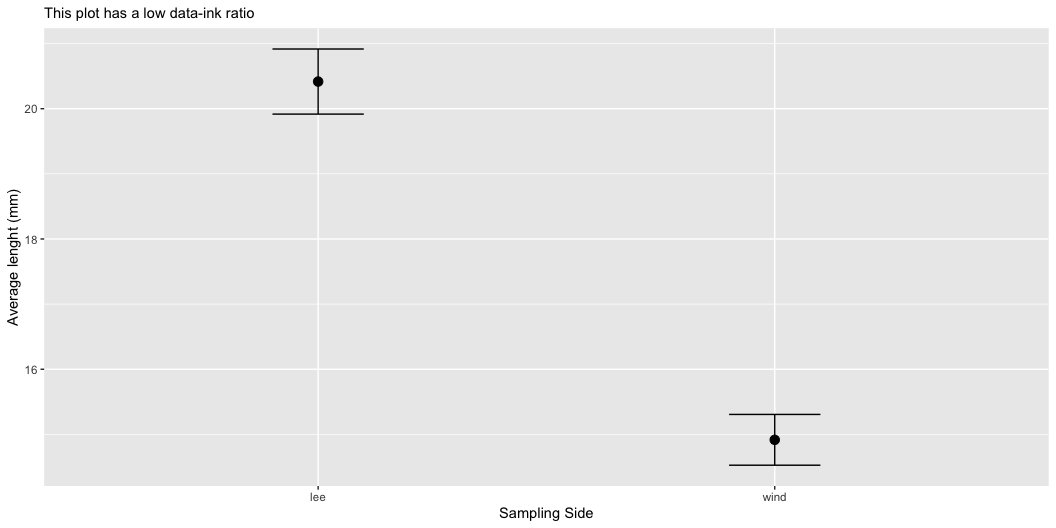 This plot has a low data-ink ratio
Average lenght (mm)
20
18
16
lee
wind
Sampling Side